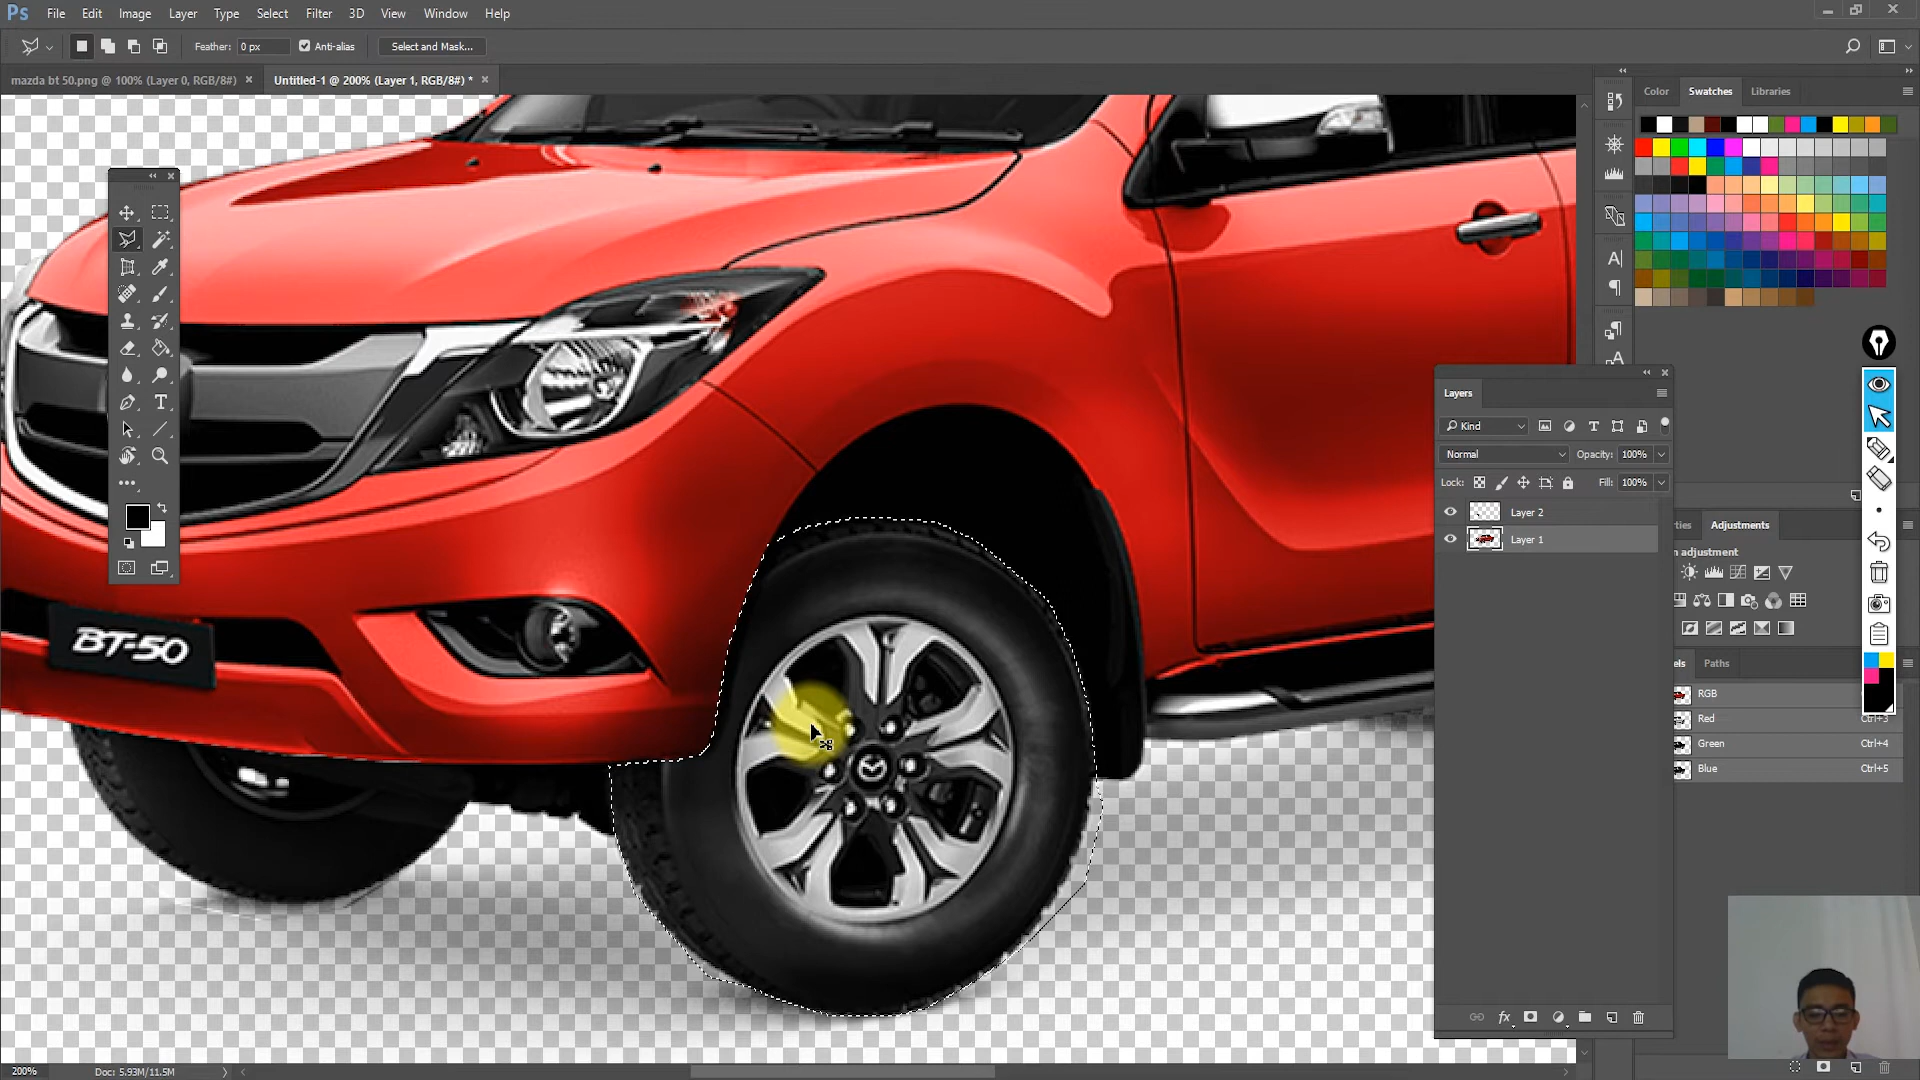 Ps File Edit Image Layer Type Select Filter 3D View Window Help
Feather: 0 px Anti-alias Select and Mask...
mazda bt 50.png @ 100% (Layer 0, RGB/8#) × Untitled-1 @ 200% (Layer 1, RGB/8#) * ×
Color Swatches Libraries
Layers
Kind
Normal Opacity: 100%
Lock: Fill: 100%
Layer 2
Layer 1
rties Adjustments
n adjustment
els Paths
RGB
Red Ctrl+3
Green Ctrl+4
Blue Ctrl+5
BT-50
200% Doc: 5.93M/11.5M